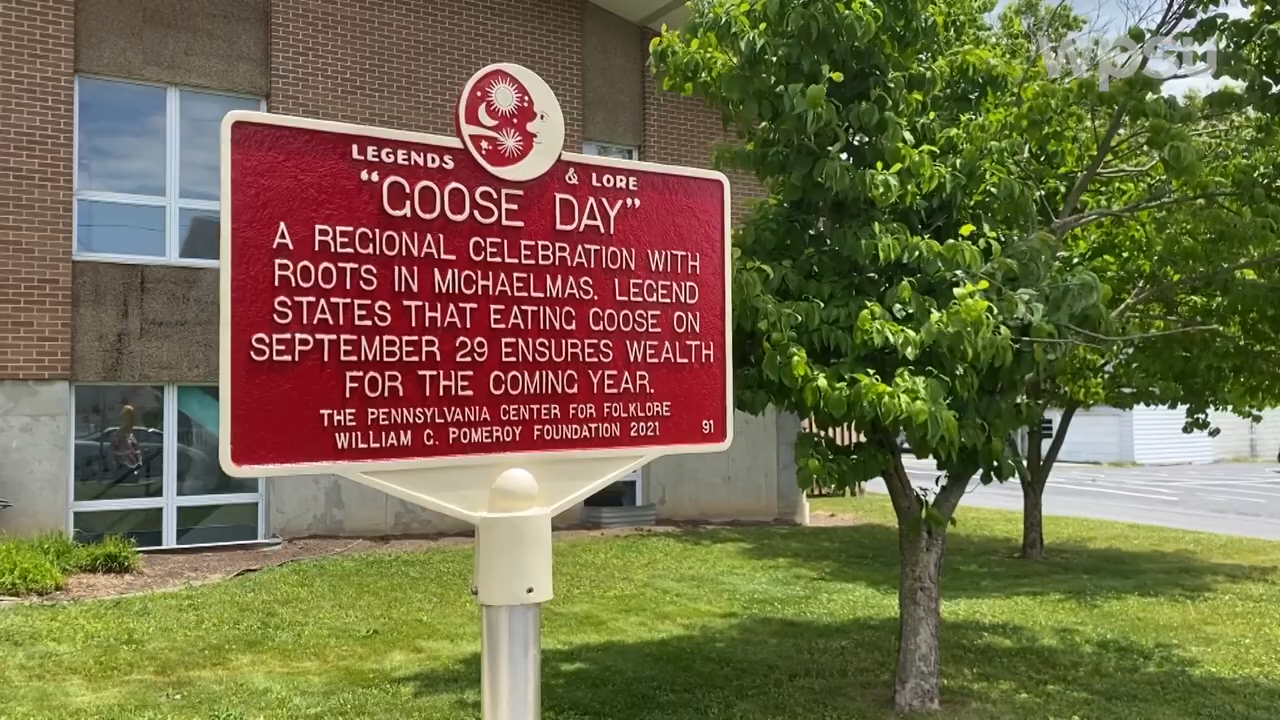 wpsu
LEGENDS & LORE
“GOOSE DAY”
A REGIONAL CELEBRATION WITH
ROOTS IN MICHAELMAS. LEGEND
STATES THAT EATING GOOSE ON
SEPTEMBER 29 ENSURES WEALTH
FOR THE COMING YEAR.
THE PENNSYLVANIA CENTER FOR FOLKLORE
WILLIAM G. POMEROY FOUNDATION 2021 91